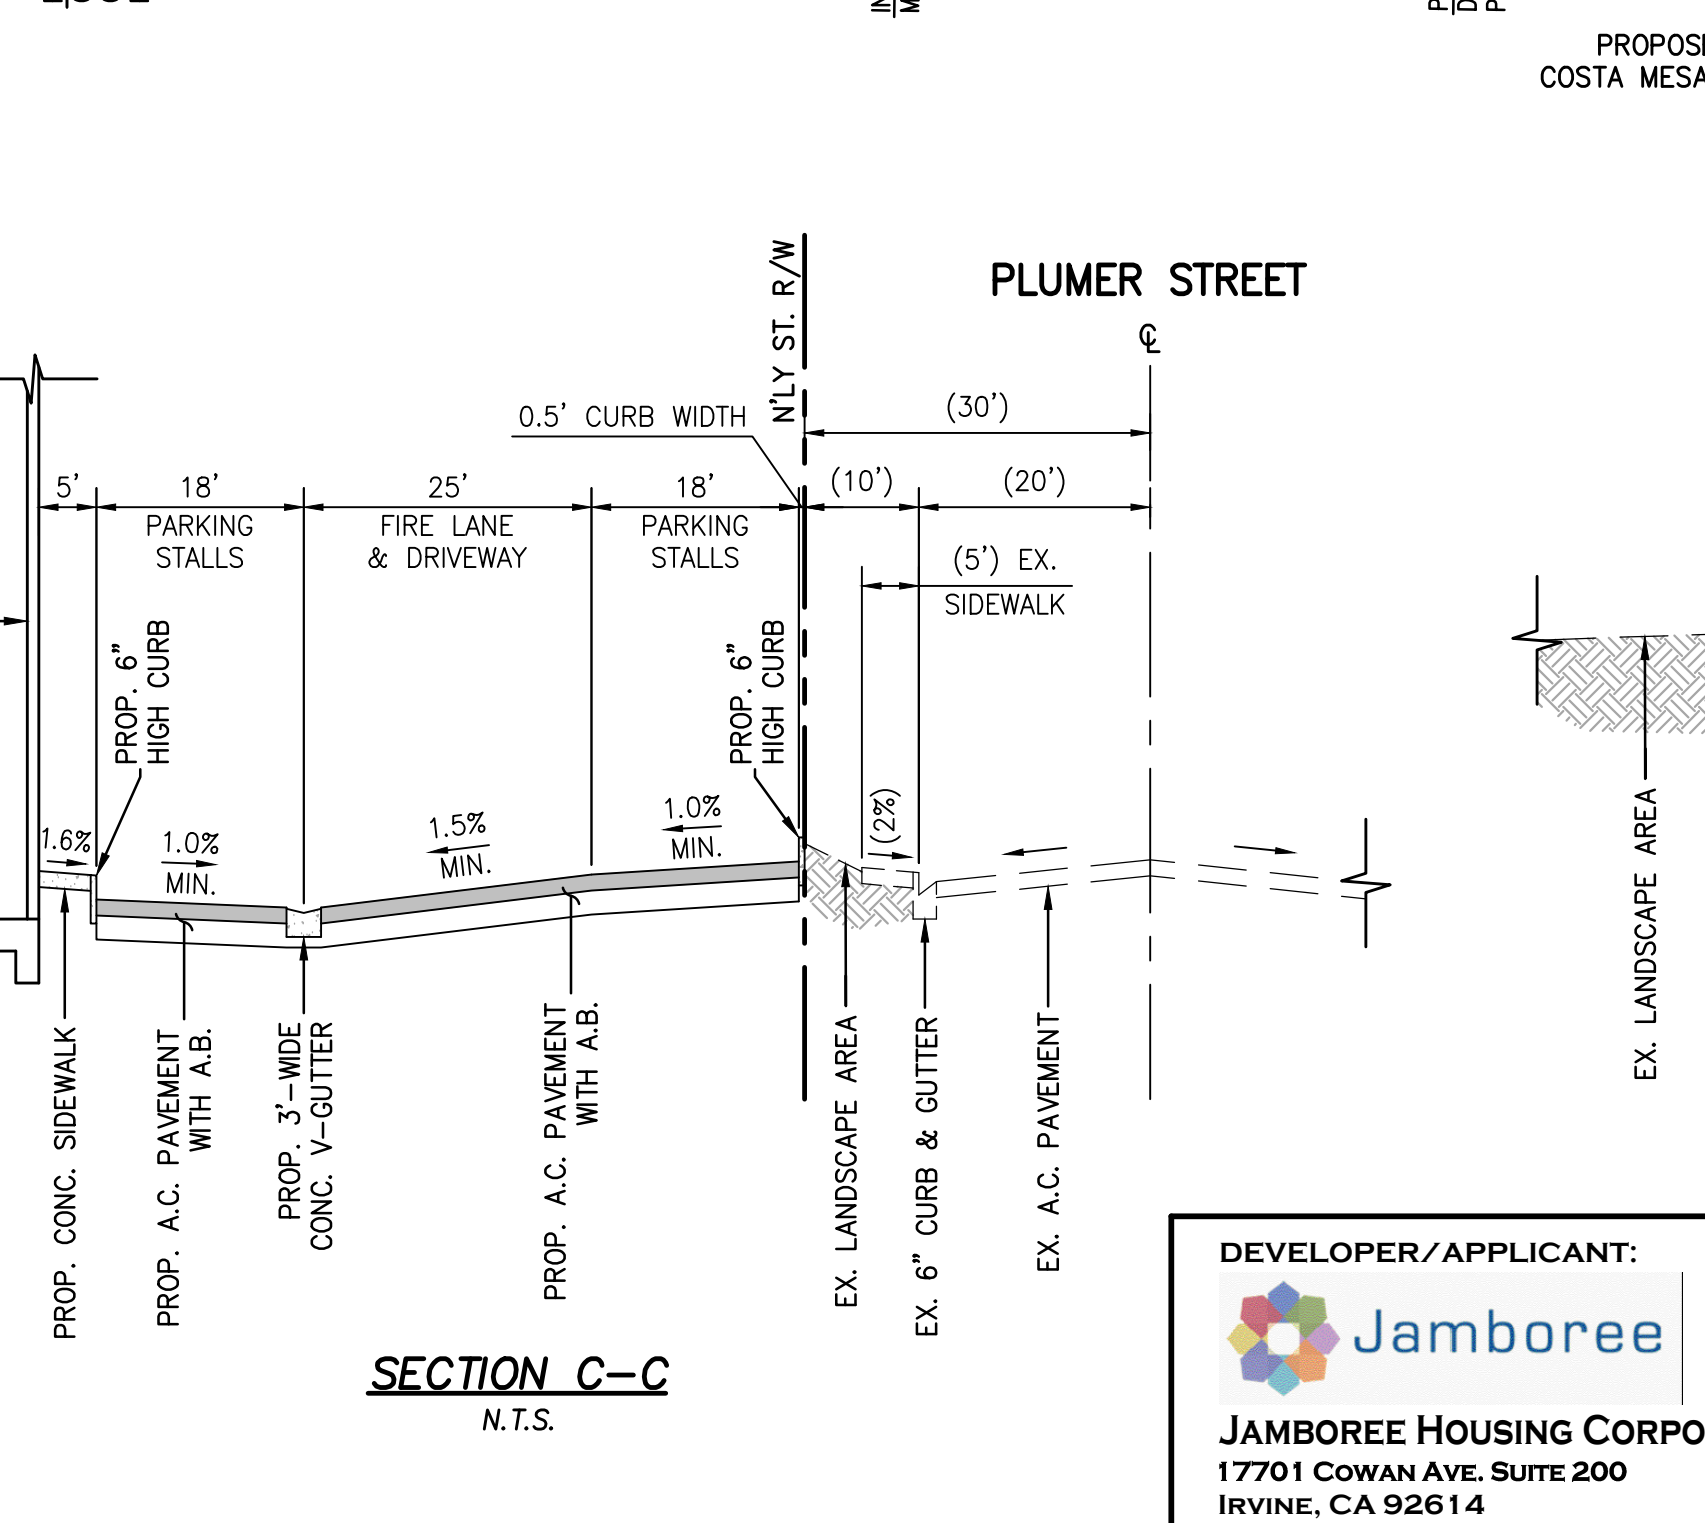 PLUMER STREET
N'LY ST. R/W
0.5' CURB WIDTH
(30')
5'
18'
25'
18'
(10')
(20')
PARKING
STALLS
FIRE LANE
& DRIVEWAY
PARKING
STALLS
(5') EX.
SIDEWALK
PROP. 6"
HIGH CURB
PROP. 6"
HIGH CURB
1.6%
1.0%
MIN.
1.5%
MIN.
1.0%
MIN.
(2%)
PROP. CONC. SIDEWALK
PROP. A.C. PAVEMENT
WITH A.B.
PROP. 3'-WIDE
CONC. V-GUTTER
PROP. A.C. PAVEMENT
WITH A.B.
EX. LANDSCAPE AREA
EX. 6" CURB & GUTTER
EX. A.C. PAVEMENT
EX. LANDSCAPE AREA
SECTION C-C
N.T.S.
COSTA MESA
DEVELOPER/APPLICANT:
Jamboree
JAMBOREE HOUSING
17701 COWAN AVE. SUITE 200
IRVINE, CA 92614